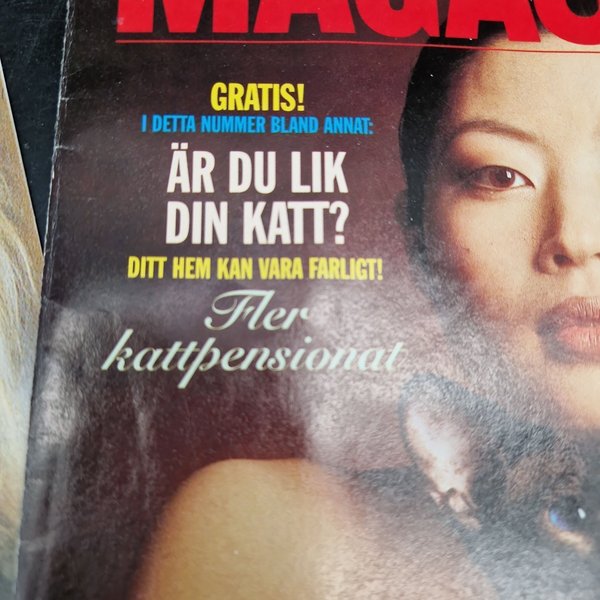 GRATIS!
I DETTA NUMMER BLAND ANNAT:
ÄR DU LIK
DIN KATT?
DITT HEM KAN VARA FARLIGT!
Fler
kattpensionat